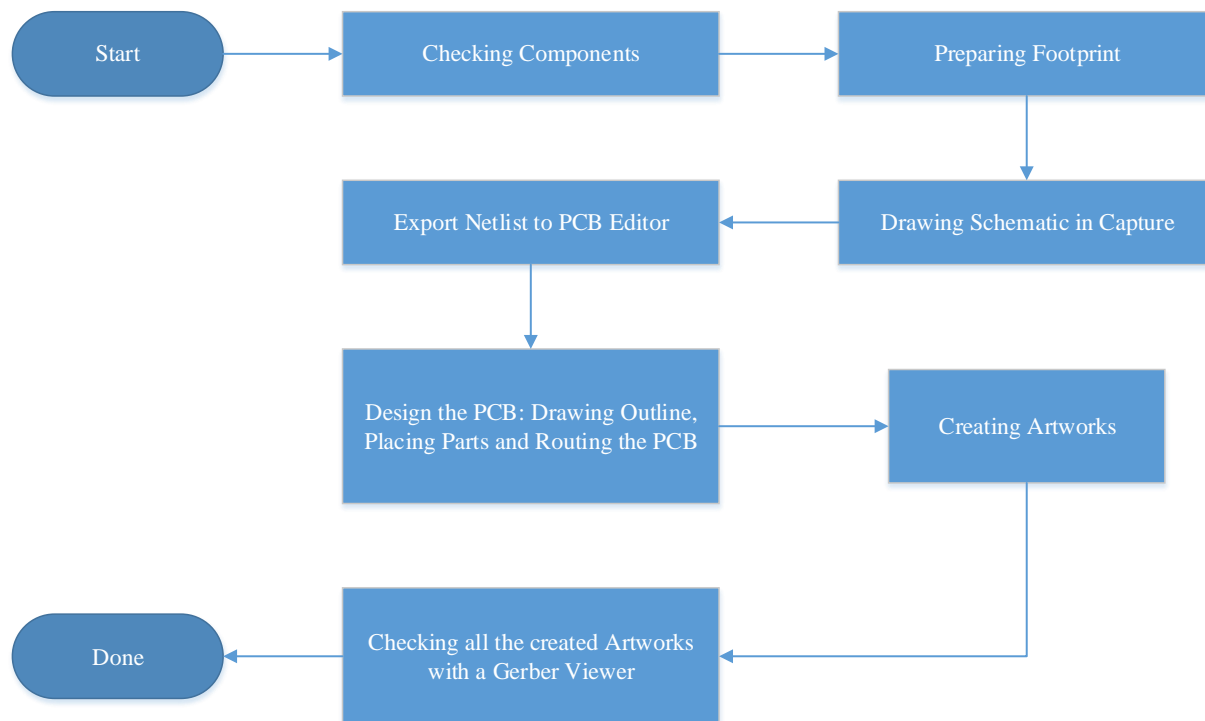 Start
Checking Components
Preparing Footprint
Drawing Schematic in Capture
Export Netlist to PCB Editor
Design the PCB: Drawing Outline,
Placing Parts and Routing the PCB
Creating Artworks
Checking all the created Artworks
with a Gerber Viewer
Done